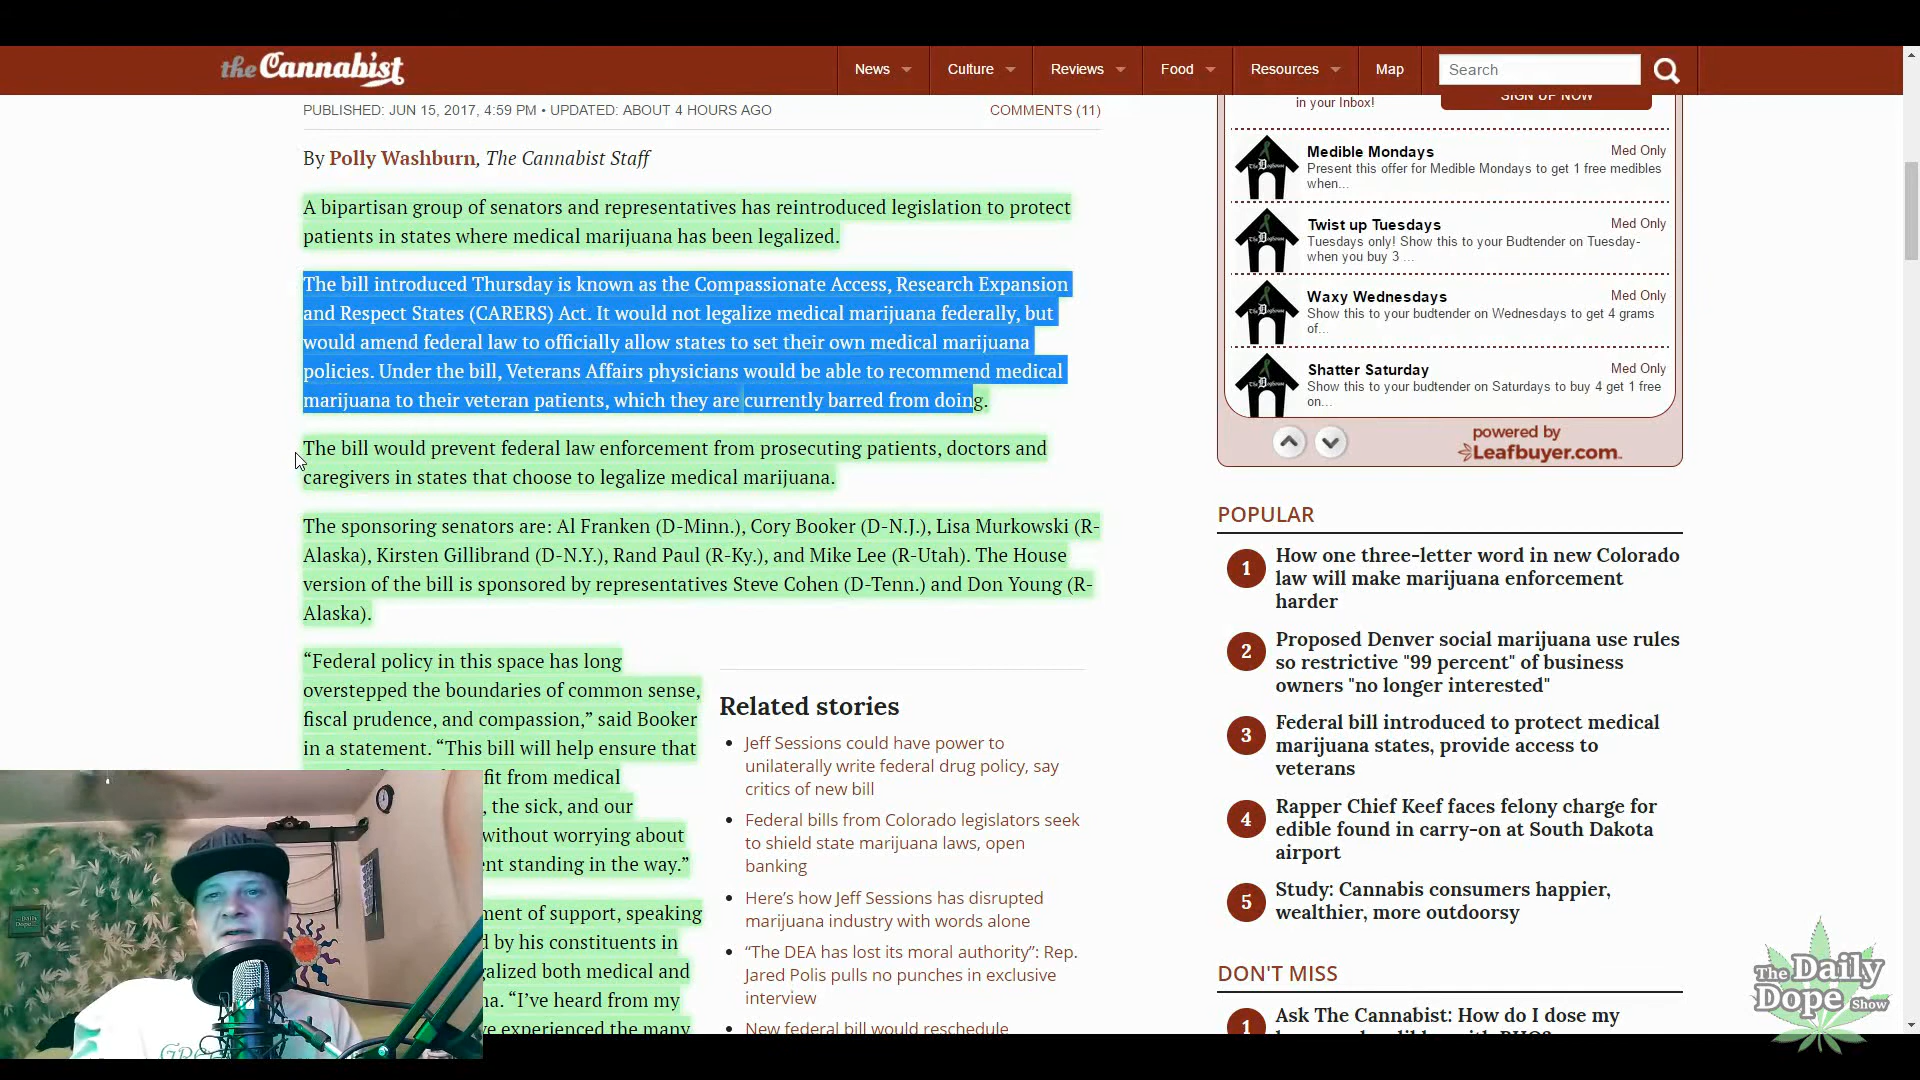 the Cannabist
News
Culture
Reviews
Food
Resources
Map
Search
PUBLISHED: JUN 15, 2017, 4:59 PM • UPDATED: ABOUT 4 HOURS AGO
COMMENTS (11)
By Polly Washburn, The Cannabist Staff
A bipartisan group of senators and representatives has reintroduced legislation to protect
patients in states where medical marijuana has been legalized.
The bill introduced Thursday is known as the Compassionate Access, Research Expansion
and Respect States (CARERS) Act. It would not legalize medical marijuana federally, but
would amend federal law to officially allow states to set their own medical marijuana
policies. Under the bill, Veterans Affairs physicians would be able to recommend medical
marijuana to their veteran patients, which they are currently barred from doing.
The bill would prevent federal law enforcement from prosecuting patients, doctors and
caregivers in states that choose to legalize medical marijuana.
The sponsoring senators are: Al Franken (D-Minn.), Cory Booker (D-N.J.), Lisa Murkowski (R-
Alaska), Kirsten Gillibrand (D-N.Y.), Rand Paul (R-Ky.), and Mike Lee (R-Utah). The House
version of the bill is sponsored by representatives Steve Cohen (D-Tenn.) and Don Young (R-
Alaska).
“Federal policy in this space has long
overstepped the boundaries of common sense,
fiscal prudence, and compassion,” said Booker
in a statement. “This bill will help ensure that
fit from medical
, the sick, and our
without worrying about
ent standing in the way.”
ment of support, speaking
d by his constituents in
galized both medical and
na. “I’ve heard from my
ve experienced the many
Related stories
Jeff Sessions could have power to
unilaterally write federal drug policy, say
critics of new bill
Federal bills from Colorado legislators seek
to shield state marijuana laws, open
banking
Here’s how Jeff Sessions has disrupted
marijuana industry with words alone
“The DEA has lost its moral authority”: Rep.
Jared Polis pulls no punches in exclusive
interview
New federal bill would reschedule
in your Inbox!
SIGN UP NOW
Medible Mondays
Med Only
Present this offer for Medible Mondays to get 1 free medibles
when...
Twist up Tuesdays
Med Only
Tuesdays only! Show this to your Budtender on Tuesday-
when you buy 3 ...
Waxy Wednesdays
Med Only
Show this to your budtender on Wednesdays to get 4 grams
of...
Shatter Saturday
Med Only
Show this to your budtender on Saturdays to buy 4 get 1 free
on...
powered by
Leafbuyer.com
POPULAR
1
How one three-letter word in new Colorado
law will make marijuana enforcement
harder
2
Proposed Denver social marijuana use rules
so restrictive "99 percent" of business
owners "no longer interested"
3
Federal bill introduced to protect medical
marijuana states, provide access to
veterans
4
Rapper Chief Keef faces felony charge for
edible found in carry-on at South Dakota
airport
5
Study: Cannabis consumers happier,
wealthier, more outdoorsy
DON'T MISS
1
Ask The Cannabist: How do I dose my
The Daily
Dope Show